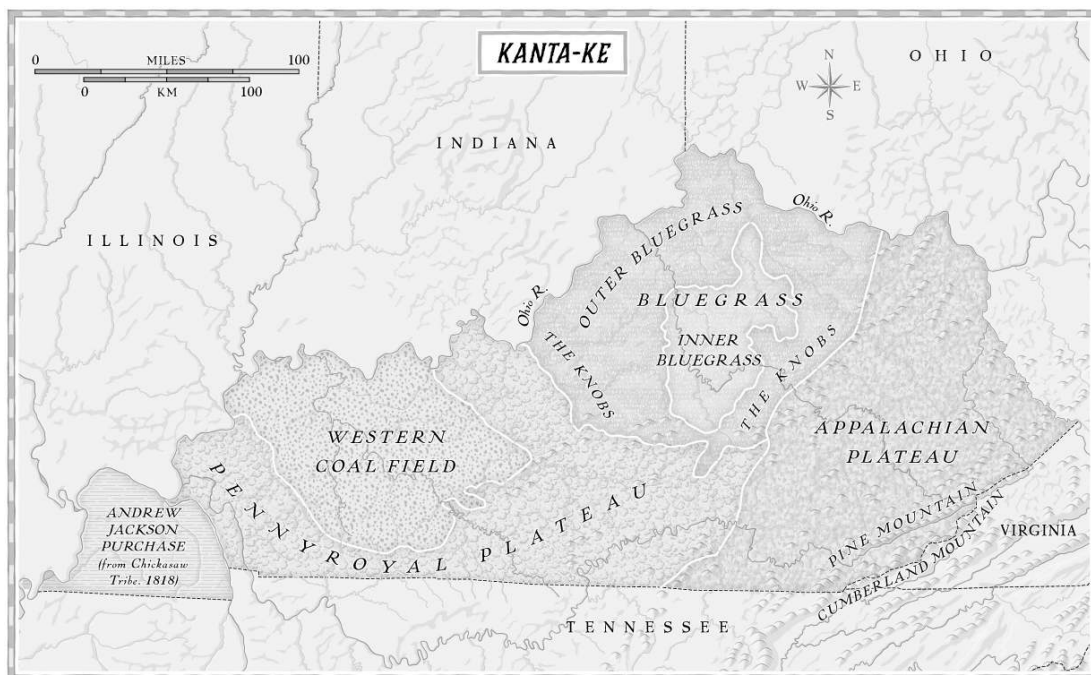 KANTA-KE
0 MILES 100
0 KM 100
N
W E
S
OHIO
INDIANA
ILLINOIS
Ohio R.
OUTER BLUEGRASS
BLUEGRASS
Ohio R.
INNER
BLUEGRASS
THE KNOBS
THE KNOBS
WESTERN
COAL FIELD
APPALACHIAN
PLATEAU
PENNYROYAL PLATEAU
PINE MOUNTAIN
CUMBERLAND MOUNTAIN
VIRGINIA
ANDREW
JACKSON
PURCHASE
(from Chickasaw
Tribe. 1818)
TENNESSEE